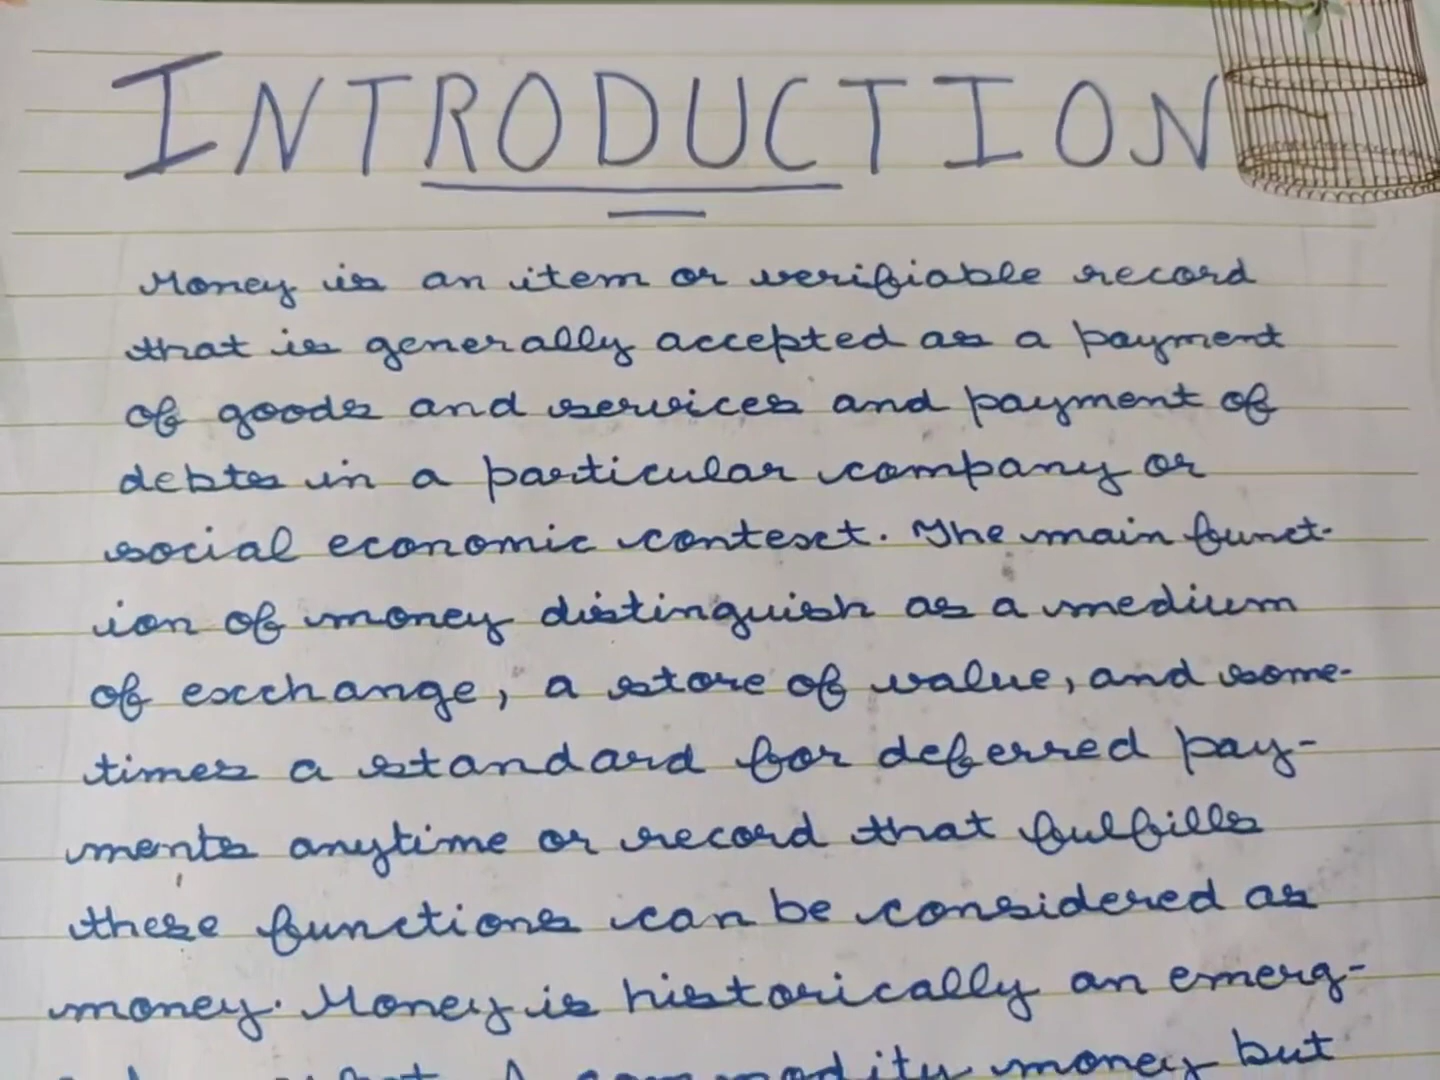 INTRODUCTION
Money is an item or verifiable record
that is generally accepted as a payment
of goods and services and payment of
debts in a particular company or
social economic context. The main funct-
ion of money distinguish as a medium
of exchange, a store of value, and some-
times a standard for deferred pay-
ments anytime or record that fulfills
these functions can be considered as
money. Money is historically an emerg-
money but